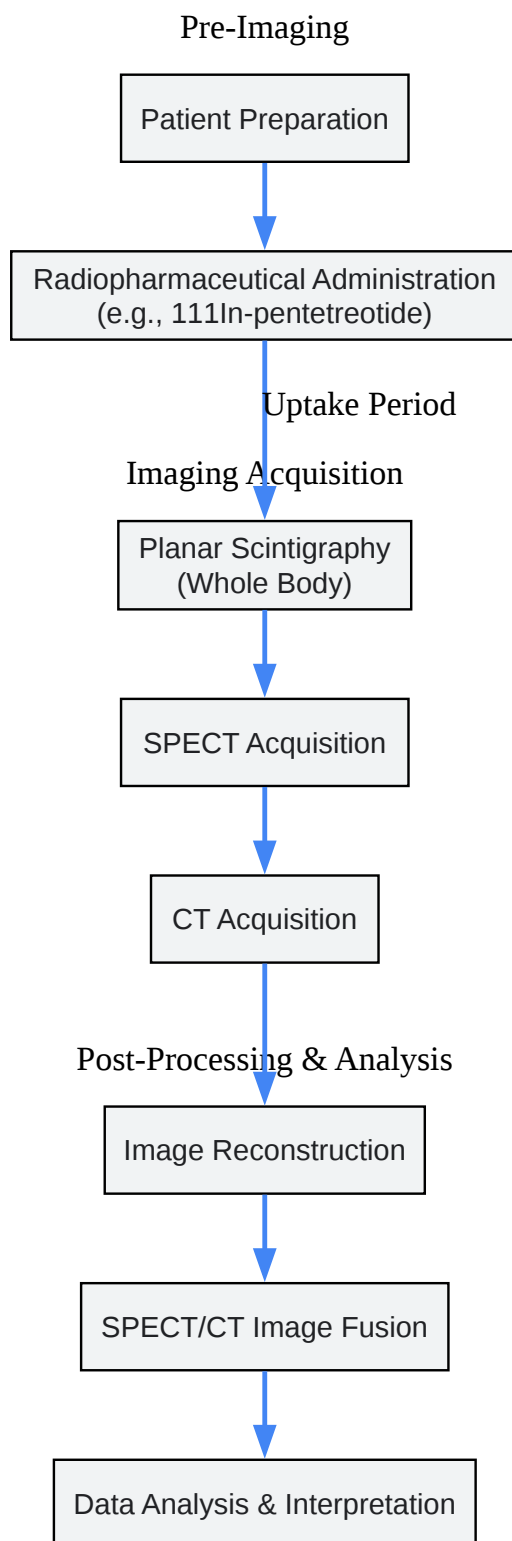 Pre-Imaging
Patient Preparation
Radiopharmaceutical Administration
(e.g., 111In-pentetreotide)
Uptake Period
Imaging Acquisition
Planar Scintigraphy
(Whole Body)
SPECT Acquisition
CT Acquisition
Post-Processing & Analysis
Image Reconstruction
SPECT/CT Image Fusion
Data Analysis & Interpretation